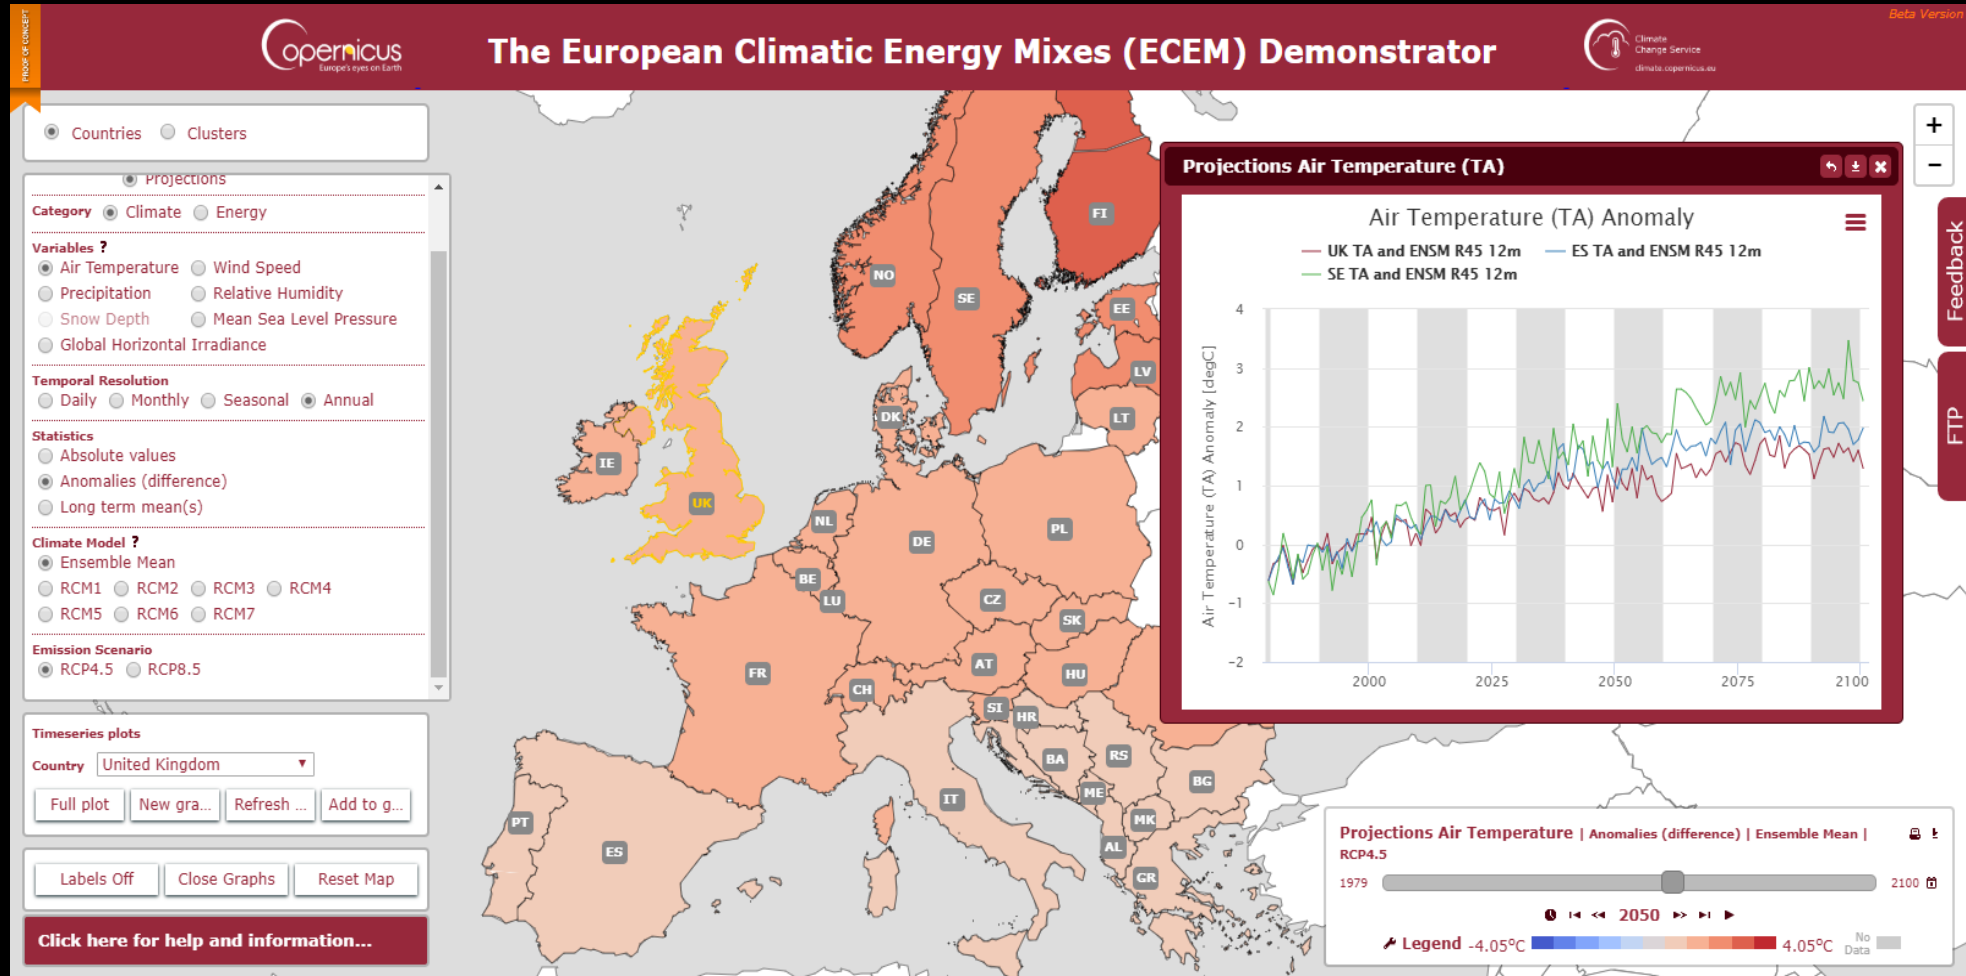 PROOF OF CONCEPT
Copernicus
Europe's eyes on Earth
The European Climatic Energy Mixes (ECEM) Demonstrator
Climate
Change Service
climate.copernicus.eu
Beta Version
Countries Clusters
Projections
Category Climate Energy
Variables ?
Air Temperature Wind Speed
Precipitation Relative Humidity
Snow Depth Mean Sea Level Pressure
Global Horizontal Irradiance
Temporal Resolution
Daily Monthly Seasonal Annual
Statistics
Absolute values
Anomalies (difference)
Long term mean(s)
Climate Model ?
Ensemble Mean
RCM1 RCM2 RCM3 RCM4
RCM5 RCM6 RCM7
Emission Scenario
RCP4.5 RCP8.5
Timeseries plots
Country United Kingdom
Full plot New gra... Refresh ... Add to g...
Labels Off Close Graphs Reset Map
Click here for help and information...
FI
NO
SE
EE
LV
LT
DK
IE
UK
NL
DE
PL
BE
LU
CZ
SK
FR
CH
AT
HU
SI
HR
BA
RS
BG
ME
MK
AL
GR
IT
PT
ES
+
−
Feedback
FTP
Projections Air Temperature (TA)
Air Temperature (TA) Anomaly
UK TA and ENSM R45 12m ES TA and ENSM R45 12m
SE TA and ENSM R45 12m
Air Temperature (TA) Anomaly [degC]
4
3
2
1
0
-1
-2
2000 2025 2050 2075 2100
Projections Air Temperature | Anomalies (difference) | Ensemble Mean |
RCP4.5
1979 2100
2050
Legend -4.05°C 4.05°C No
Data